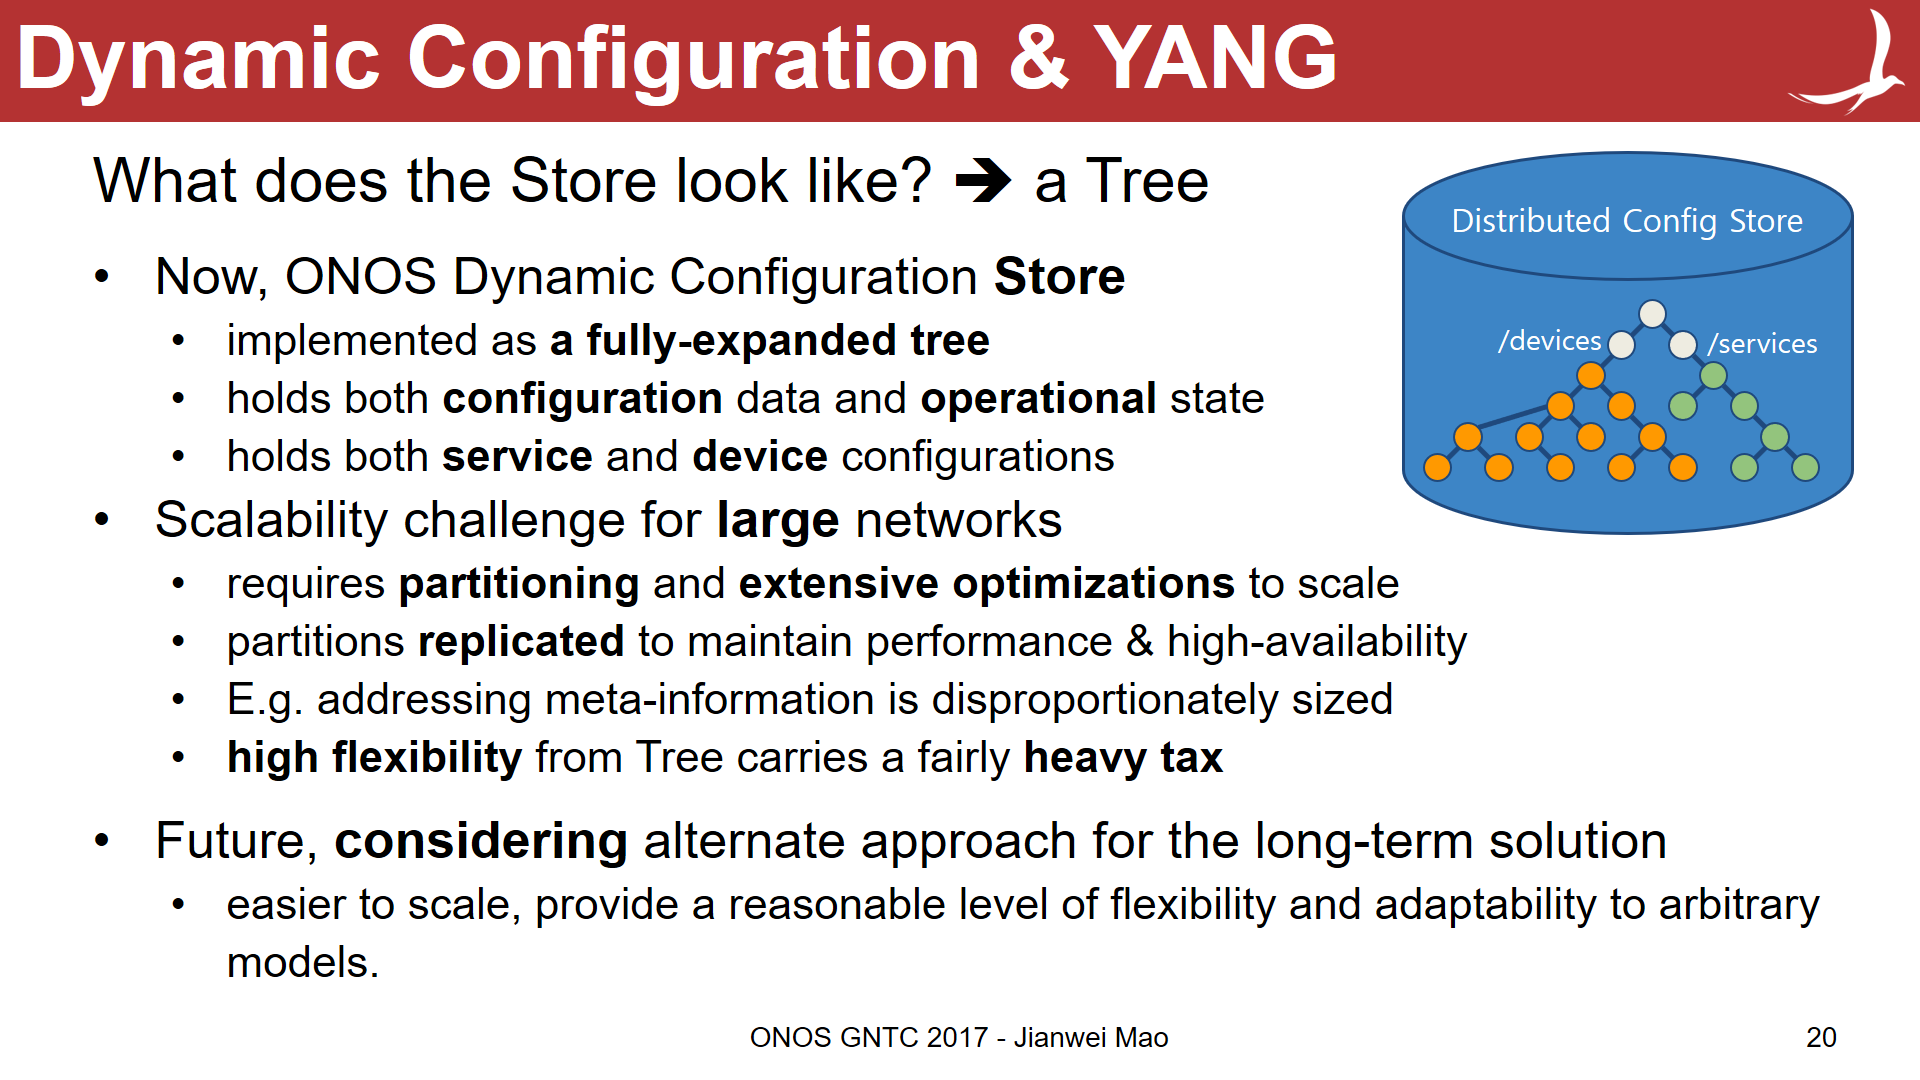 Dynamic Configuration & YANG
What does the Store look like? ➔ a Tree
• Now, ONOS Dynamic Configuration Store
• implemented as a fully-expanded tree
• holds both configuration data and operational state
• holds both service and device configurations
• Scalability challenge for large networks
• requires partitioning and extensive optimizations to scale
• partitions replicated to maintain performance & high-availability
• E.g. addressing meta-information is disproportionately sized
• high flexibility from Tree carries a fairly heavy tax
• Future, considering alternate approach for the long-term solution
• easier to scale, provide a reasonable level of flexibility and adaptability to arbitrary
models.
Distributed Config Store
/devices
/services
ONOS GNTC 2017 - Jianwei Mao
20